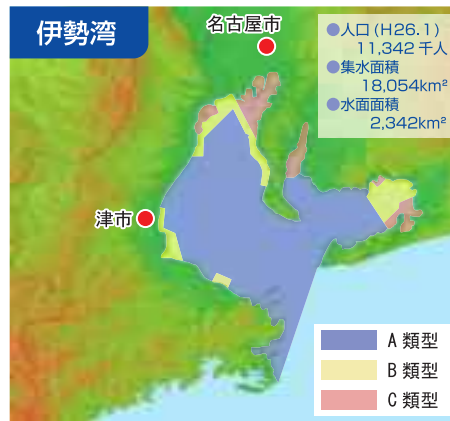 伊勢湾
名古屋市
●人口(H26.1)
11,342千人
●集水面積
18,054km²
●水面面積
2,342km²
津市
A 類型
B 類型
C 類型